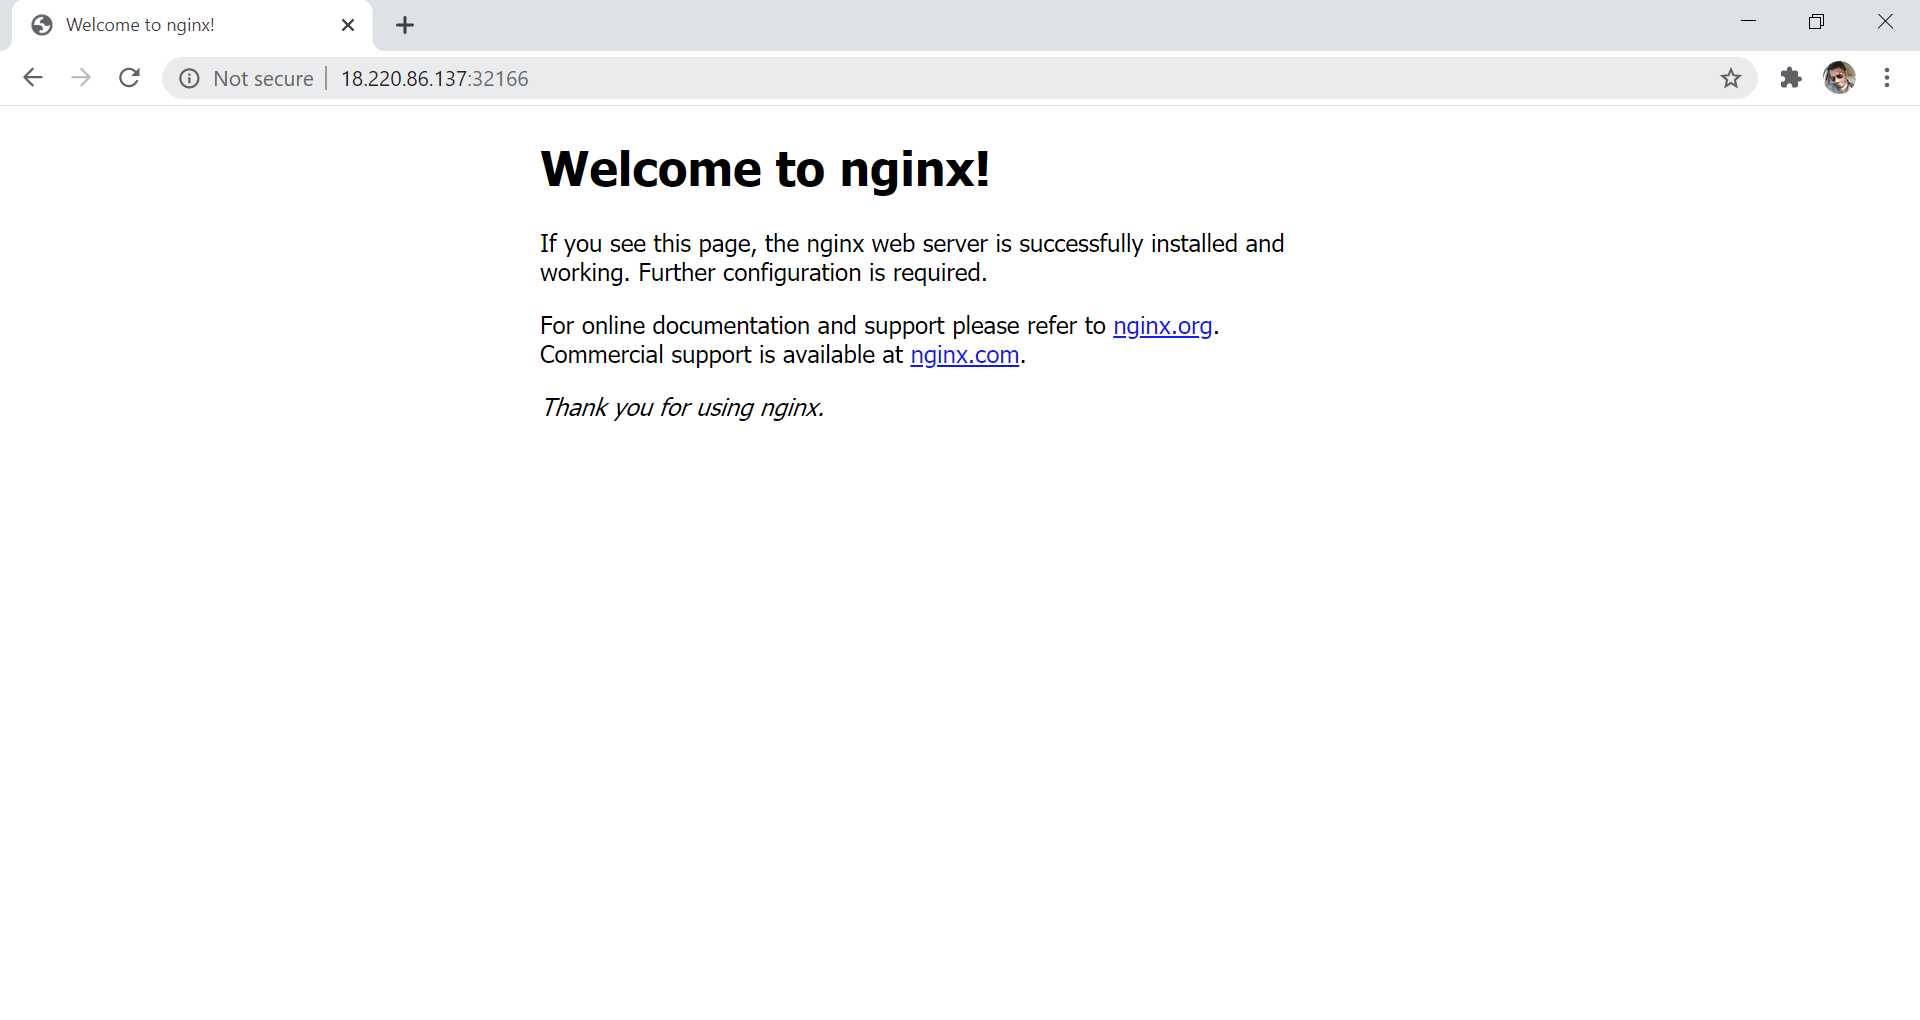 Welcome to nginx!
Not secure | 18.220.86.137:32166
Welcome to nginx!
If you see this page, the nginx web server is successfully installed and
working. Further configuration is required.
For online documentation and support please refer to nginx.org.
Commercial support is available at nginx.com.
Thank you for using nginx.